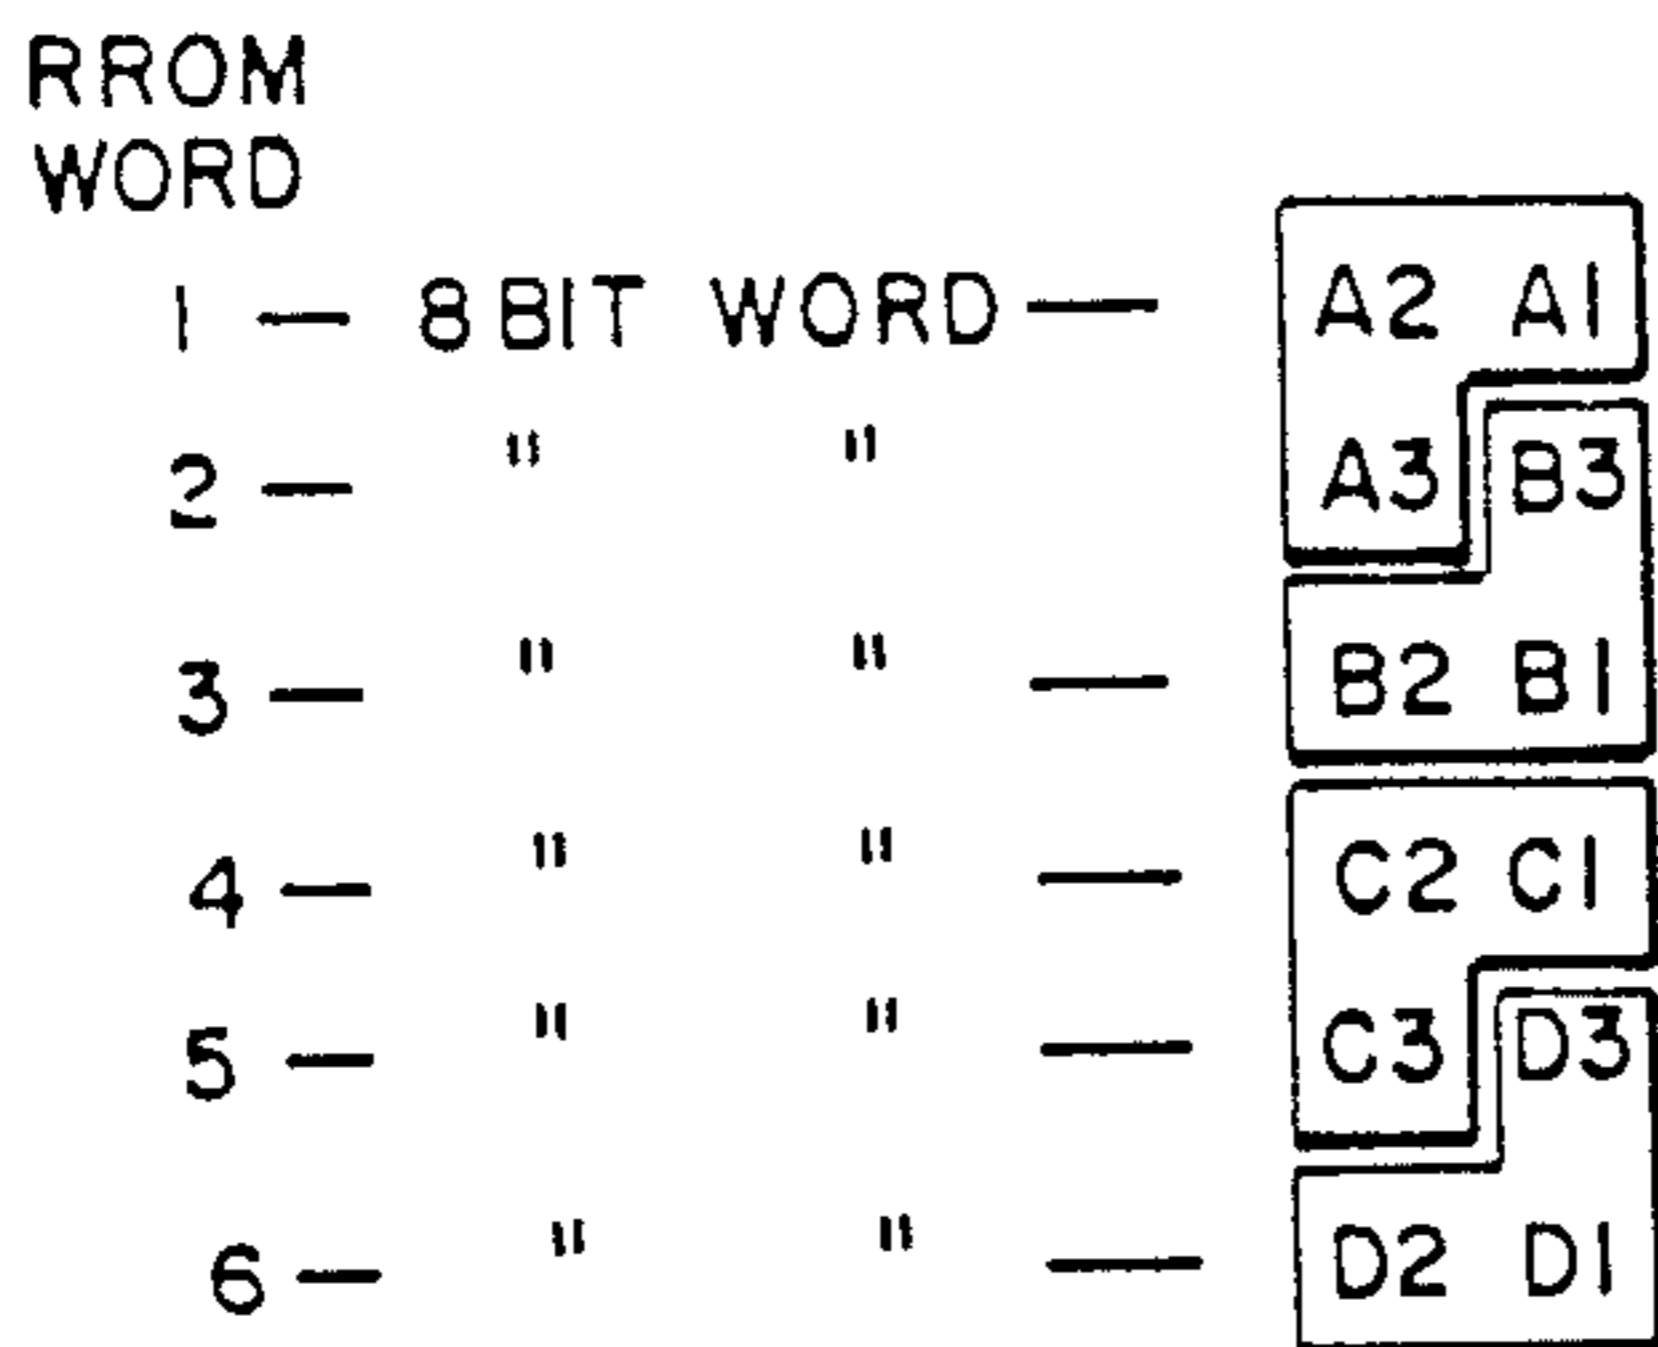 RROM
WORD
1 — 8 BIT WORD — A2 A1
2 — " " A3 B3
3 — " " — B2 B1
4 — " " — C2 C1
5 — " " — C3 D3
6 — " " — D2 D1